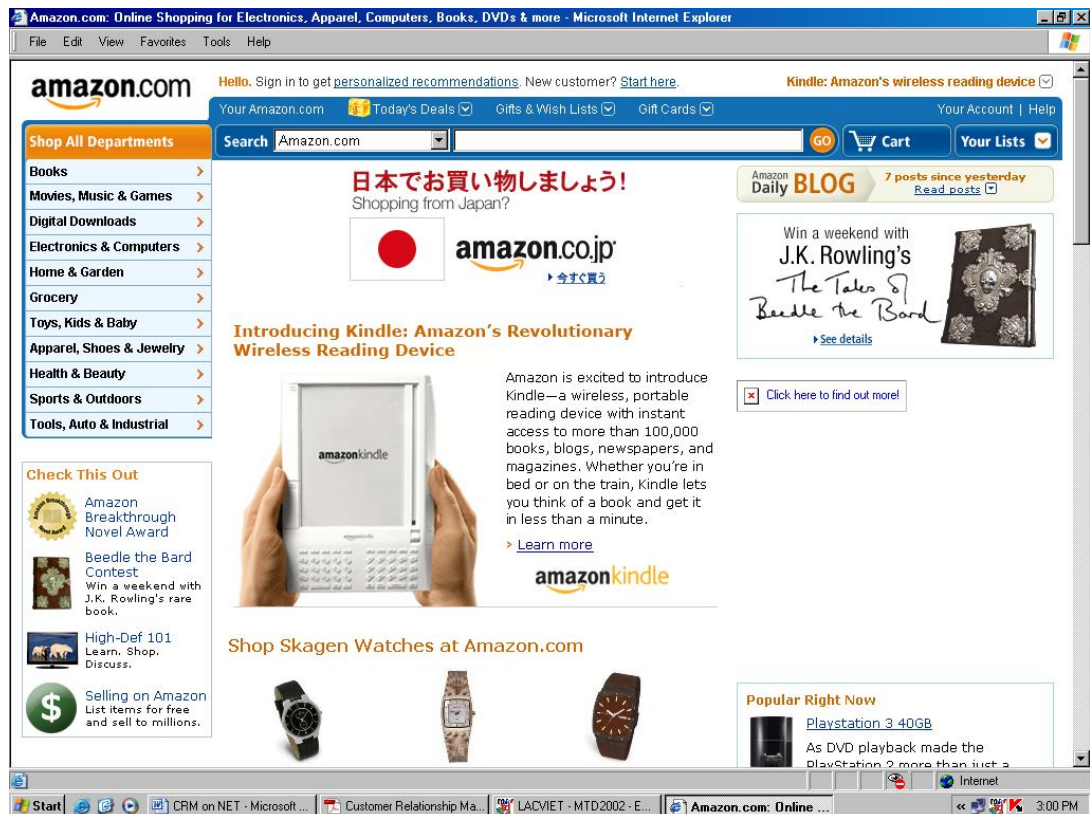 Amazon.com: Online Shopping for Electronics, Apparel, Computers, Books, DVDs & more - Microsoft Internet Explorer
File Edit View Favorites Tools Help
amazon.com
Hello. Sign in to get personalized recommendations. New customer? Start here.
Kindle: Amazon's wireless reading device
Your Amazon.com Today's Deals Gifts & Wish Lists Gift Cards Your Account | Help
Shop All Departments
Search Amazon.com GO Cart Your Lists
Books
Movies, Music & Games
Digital Downloads
Electronics & Computers
Home & Garden
Grocery
Toys, Kids & Baby
Apparel, Shoes & Jewelry
Health & Beauty
Sports & Outdoors
Tools, Auto & Industrial
Check This Out
Amazon
Breakthrough
Novel Award
Beedle the Bard
Contest
Win a weekend with
J.K. Rowling's rare
book.
High-Def 101
Learn. Shop.
Discuss.
Selling on Amazon
List items for free
and sell to millions.
日本でお買い物しましょう!
Shopping from Japan?
amazon.co.jp
今すぐ買う
Introducing Kindle: Amazon's Revolutionary
Wireless Reading Device
amazonkindle
Amazon is excited to introduce
Kindle—a wireless, portable
reading device with instant
access to more than 100,000
books, blogs, newspapers, and
magazines. Whether you're in
bed or on the train, Kindle lets
you think of a book and get it
in less than a minute.
Learn more
amazonkindle
Shop Skagen Watches at Amazon.com
Amazon
Daily BLOG
7 posts since yesterday
Read posts
Win a weekend with
J.K. Rowling's
The Tales of
Beedle the Bard
See details
Click here to find out more!
Popular Right Now
Playstation 3 40GB
As DVD playback made the
PlayStation 2 more than just a
Internet
Start CRM on NET - Microsoft ... Customer Relationship Ma... LACVIET - MTD2002 - E... Amazon.com: Online ... 3:00 PM